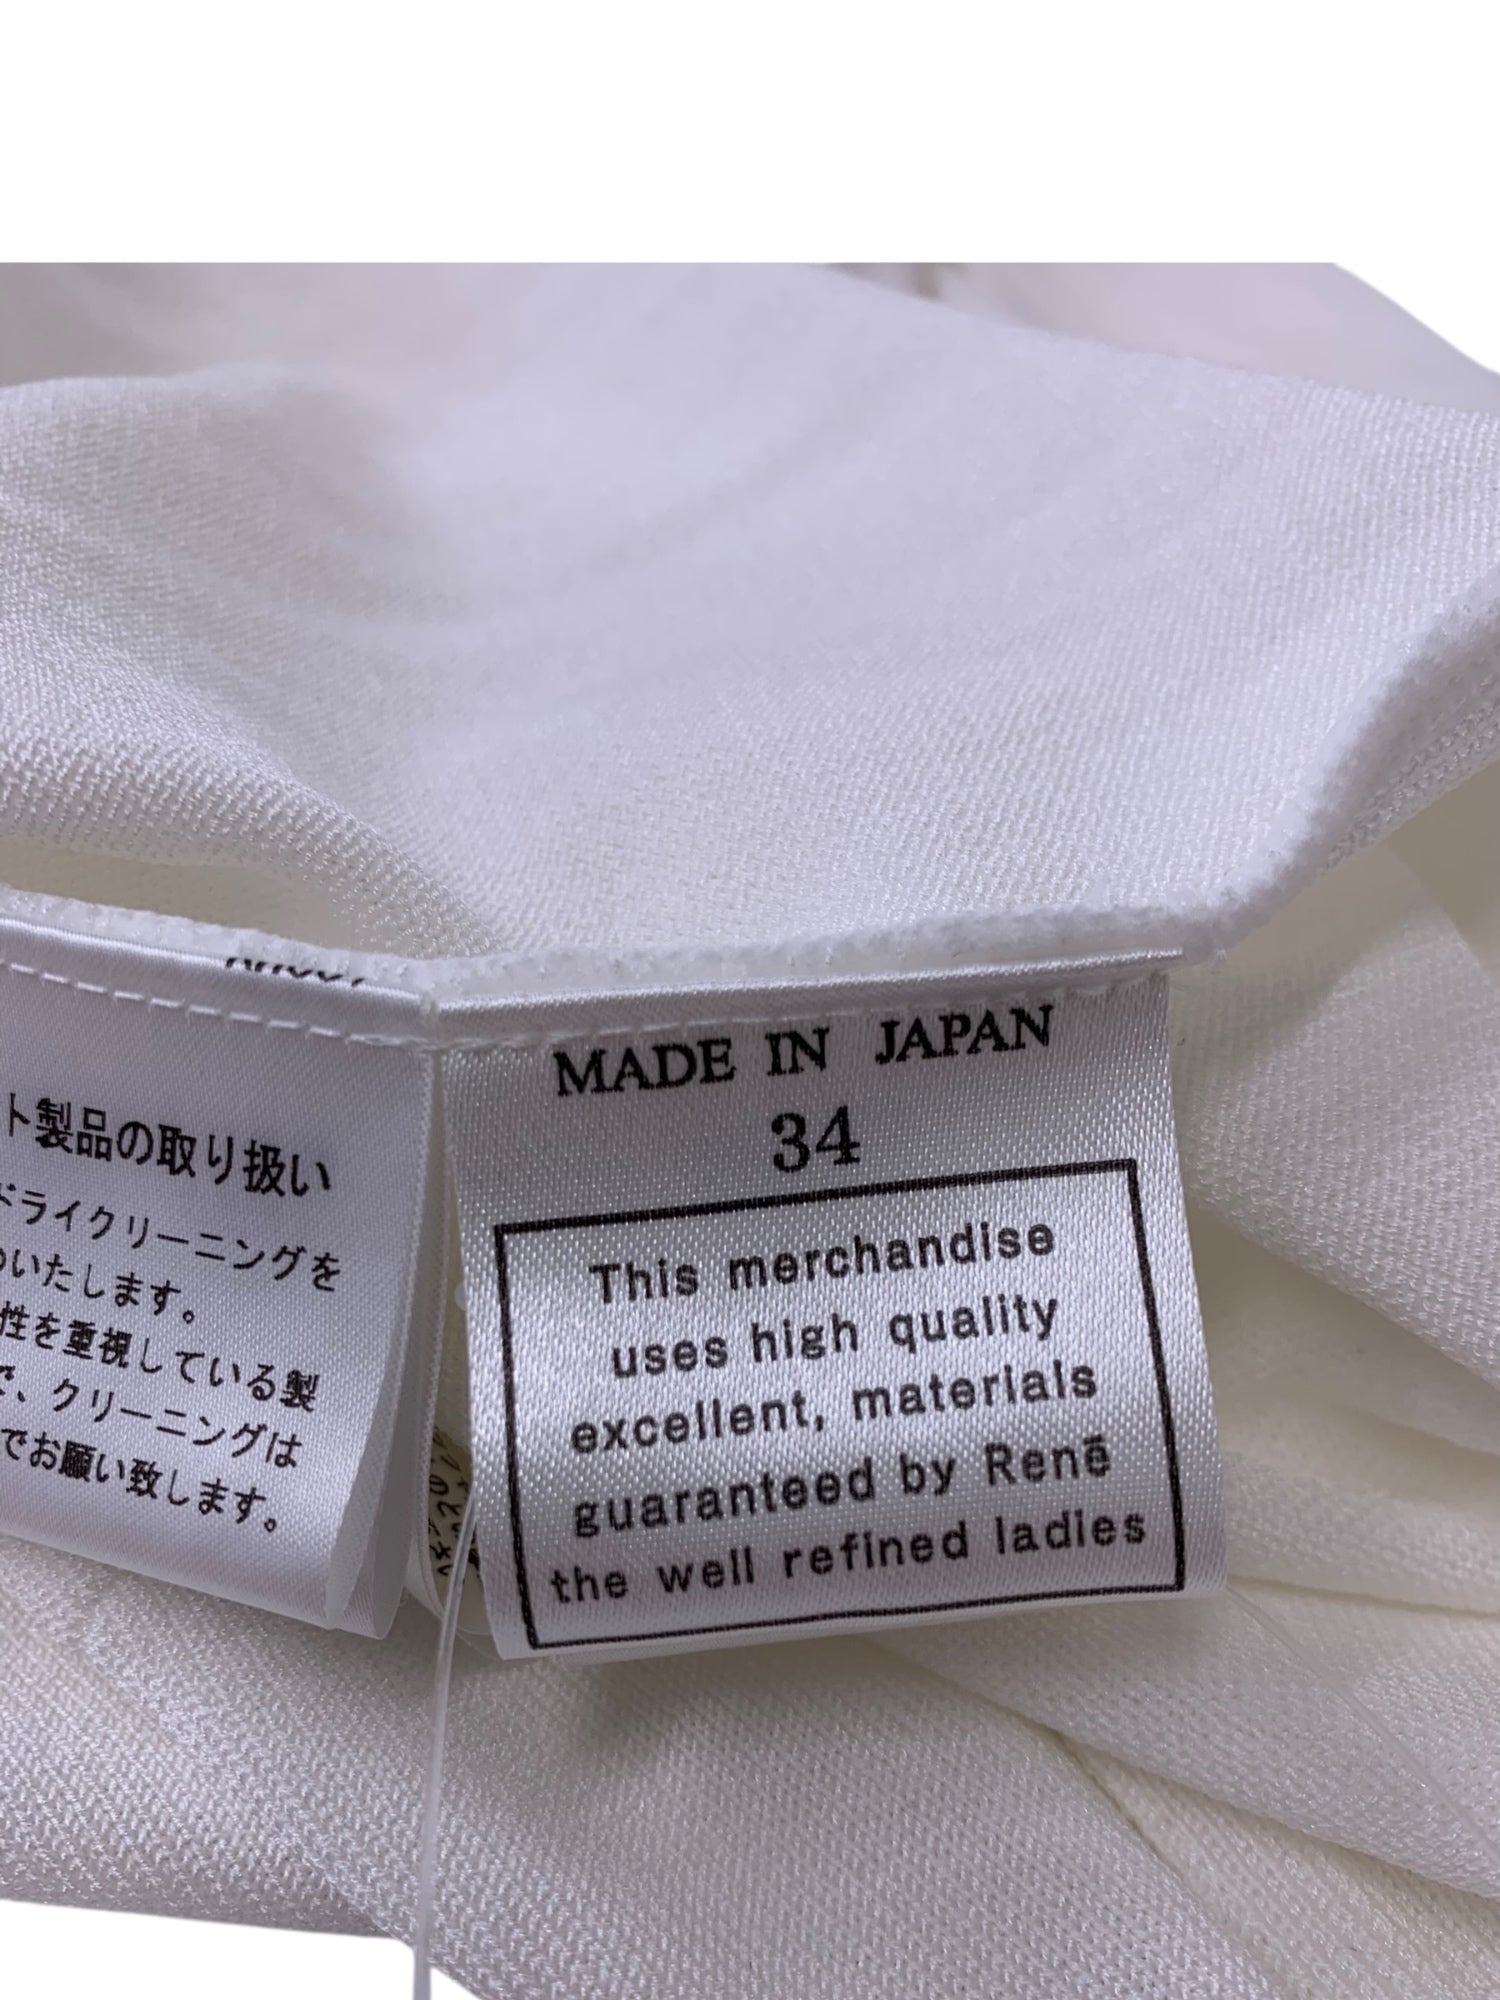 ト製品の取り扱い
ドライクリーニングを
いたします。
性を重視している製
で、クリーニングは
でお願い致します。
MADE IN JAPAN
34
This merchandise
uses high quality
excellent, materials
guaranteed by Renē
the well refined ladies